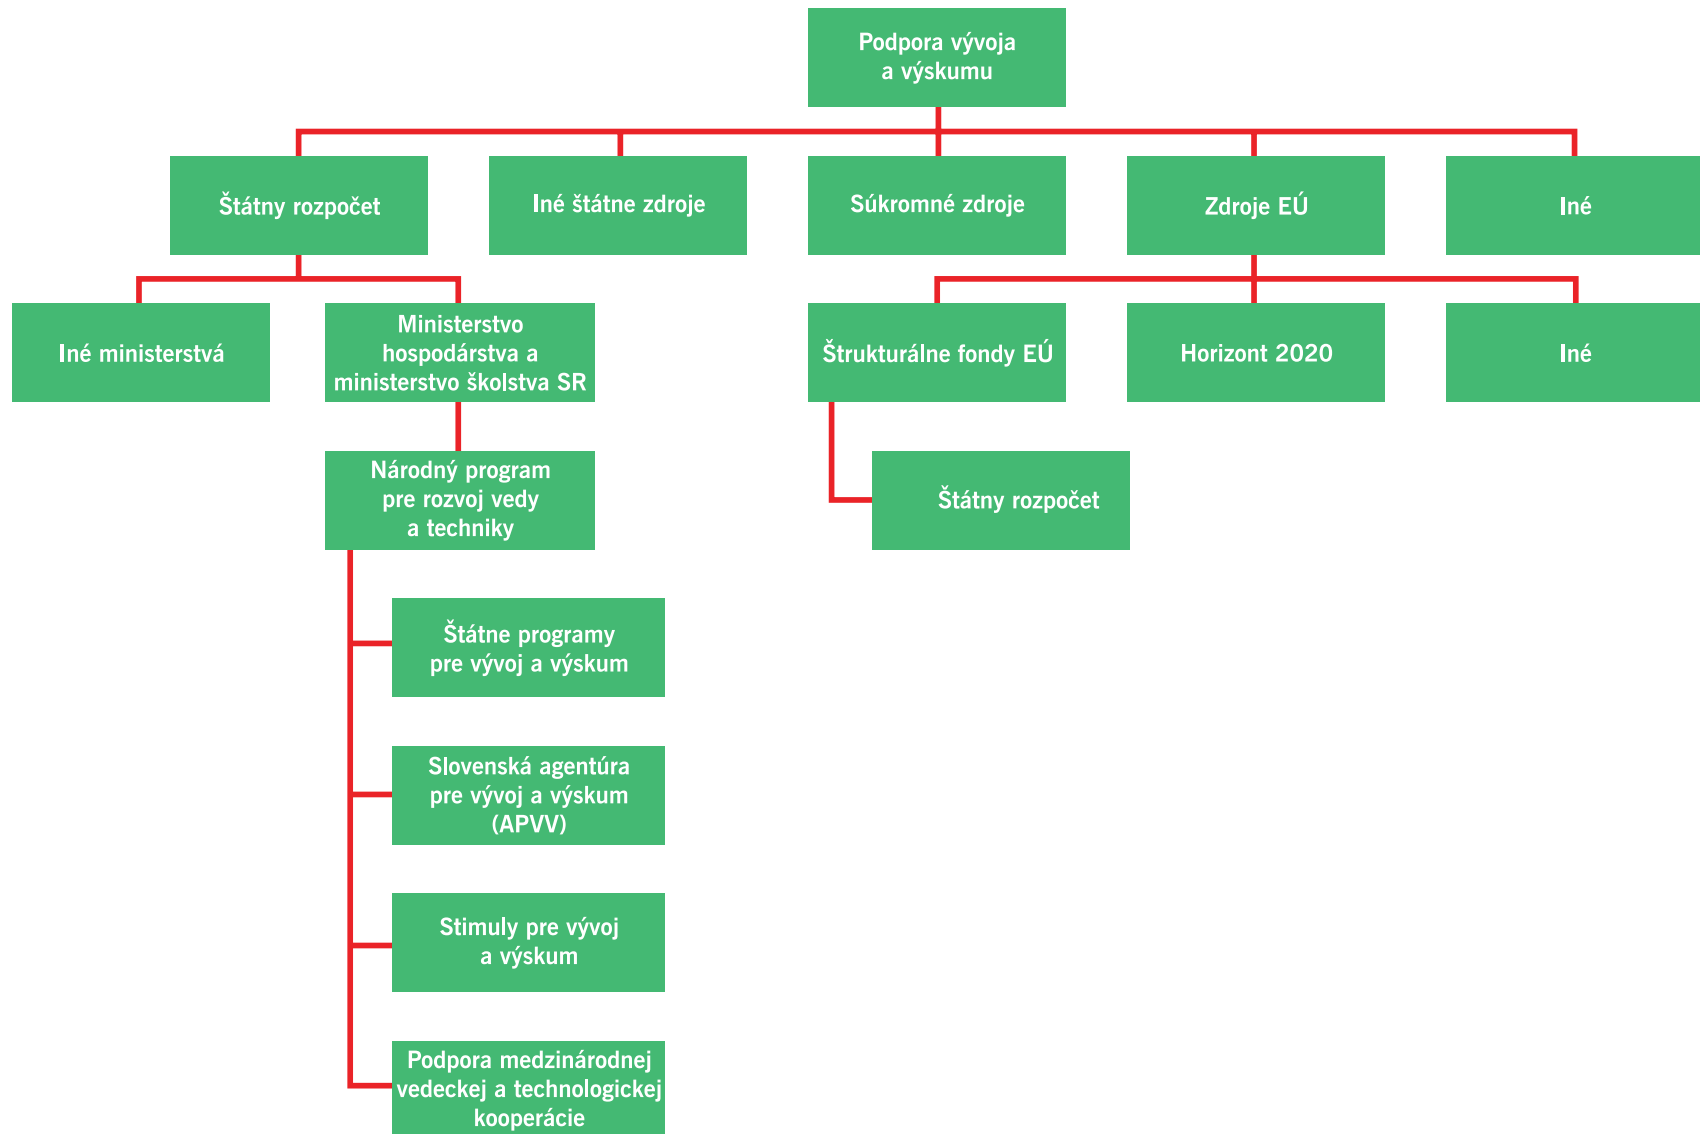 Podpora vývoja
a výskumu
Štátny rozpočet
Iné štátne zdroje
Súkromné zdroje
Zdroje EÚ
Iné
Iné ministerstvá
Ministerstvo
hospodárstva a
ministerstvo školstva SR
Štrukturálne fondy EÚ
Horizont 2020
Iné
Národný program
pre rozvoj vedy
a techniky
Štátny rozpočet
Štátne programy
pre vývoj a výskum
Slovenská agentúra
pre vývoj a výskum
(APVV)
Stimuly pre vývoj
a výskum
Podpora medzinárodnej
vedeckej a technologickej
kooperácie